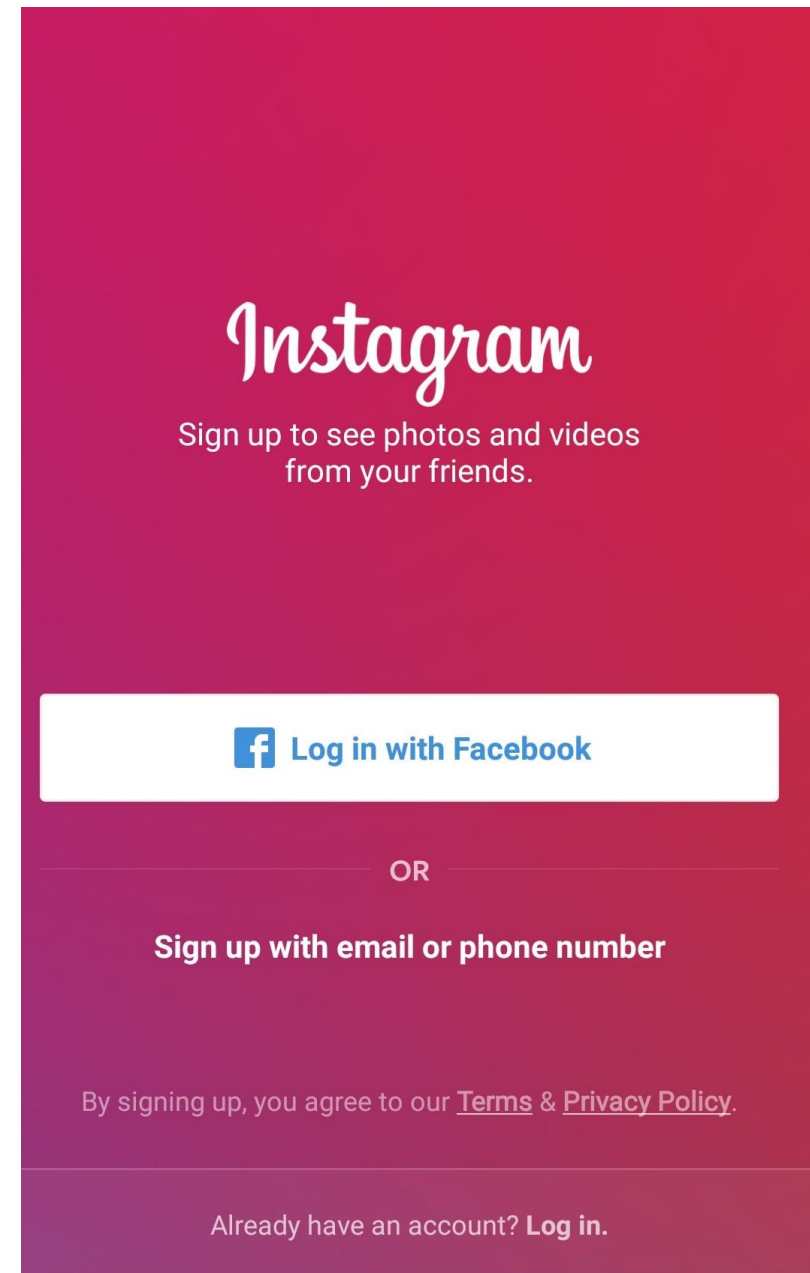 Instagram
Sign up to see photos and videos
from your friends.
Log in with Facebook
OR
Sign up with email or phone number
By signing up, you agree to our Terms & Privacy Policy.
Already have an account? Log in.